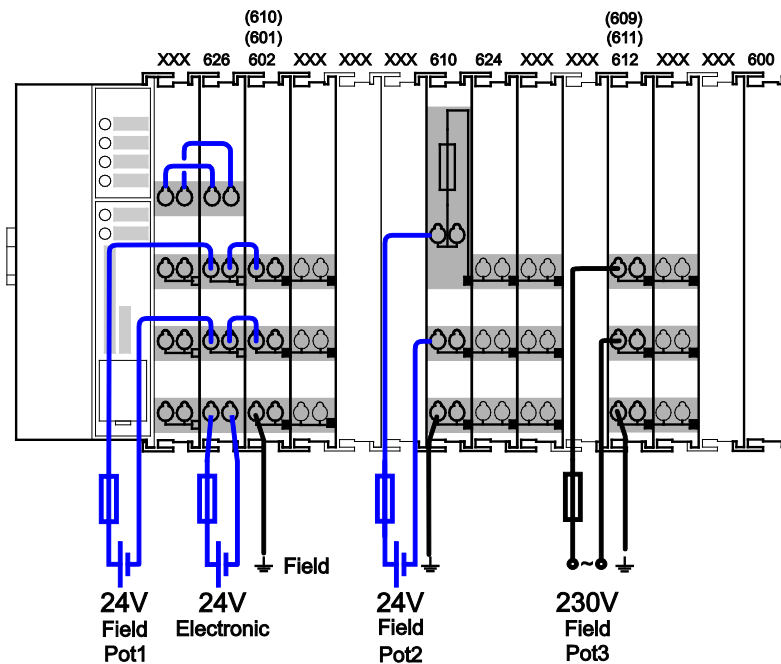 (610) (609)
(601) (611)
XXX 626 602 XXX XXX XXX 610 624 XXX XXX 612 XXX XXX 600
Field
24V 24V 24V 230V
Field Electronic Field Field
Pot1 Pot2 Pot3